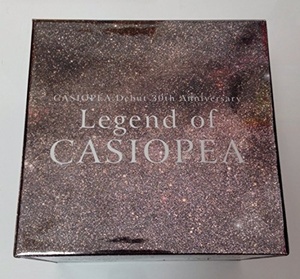 CASIOPEA Debut 30th Anniversary
Legend of
CASIOPEA